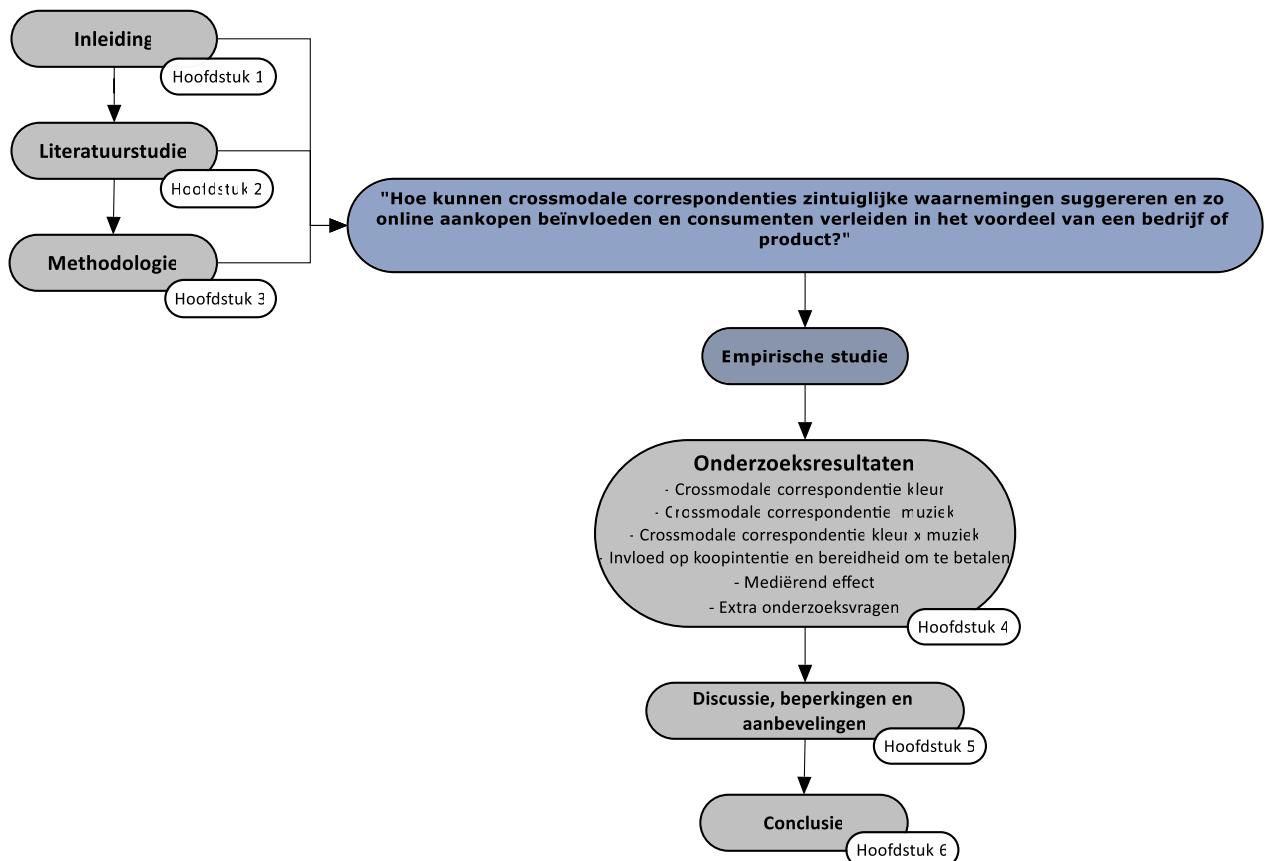 Inleiding
Hoofdstuk 1
Literatuurstudie
Hoofdstuk 2
Methodologie
Hoofdstuk 3
"Hoe kunnen crossmodale correspondenties zintuiglijke waarnemingen suggereren en zo
online aankopen beïnvloeden en consumenten verleiden in het voordeel van een bedrijf of
product?"
Empirische studie
Onderzoeksresultaten
- Crossmodale correspondentie kleur
- Crossmodale correspondentie muziek
- Crossmodale correspondentie kleur x muziek
- Invloed op koopintentie en bereidheid om te betalen
- Mediërend effect
- Extra onderzoeksvragen
Hoofdstuk 4
Discussie, beperkingen en
aanbevelingen
Hoofdstuk 5
Conclusie
Hoofdstuk 6